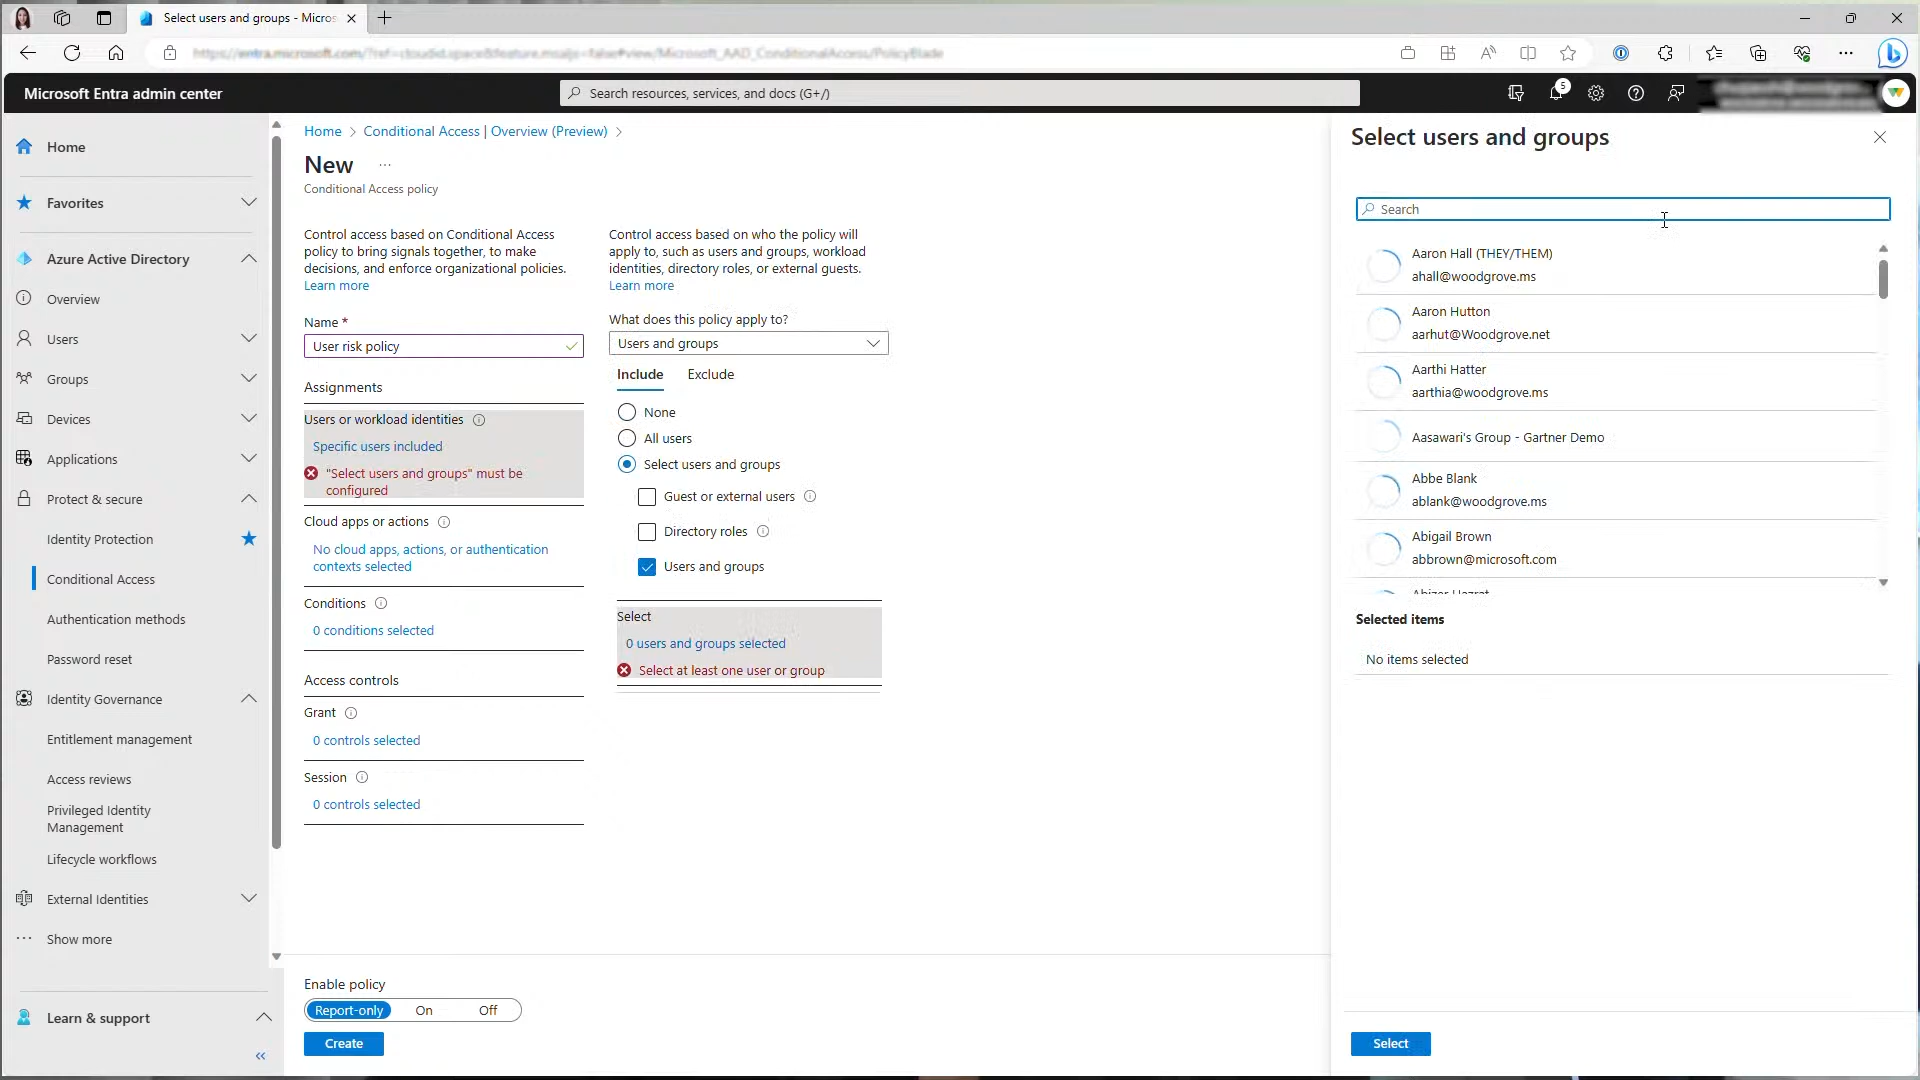 Select users and groups - Micros
Microsoft Entra admin center
Search resources, services, and docs (G+/)
5
Home
Favorites
Azure Active Directory
Overview
Users
Groups
Devices
Applications
Protect & secure
Identity Protection
Conditional Access
Authentication methods
Password reset
Identity Governance
Entitlement management
Access reviews
Privileged Identity
Management
Lifecycle workflows
External Identities
Show more
Learn & support
Home > Conditional Access | Overview (Preview) >
New ...
Conditional Access policy
Control access based on Conditional Access
policy to bring signals together, to make
decisions, and enforce organizational policies.
Learn more
Name *
User risk policy
Assignments
Users or workload identities
Specific users included
"Select users and groups" must be
configured
Cloud apps or actions
No cloud apps, actions, or authentication
contexts selected
Conditions
0 conditions selected
Access controls
Grant
0 controls selected
Session
0 controls selected
Enable policy
Report-only On Off
Create
Control access based on who the policy will
apply to, such as users and groups, workload
identities, directory roles, or external guests.
Learn more
What does this policy apply to?
Users and groups
Include Exclude
None
All users
Select users and groups
Guest or external users
Directory roles
Users and groups
Select
0 users and groups selected
Select at least one user or group
Select users and groups
Search
Aaron Hall (THEY/THEM)
ahall@woodgrove.ms
Aaron Hutton
aarhut@Woodgrove.net
Aarthi Hatter
aarthia@woodgrove.ms
Aasawari's Group - Gartner Demo
Abbe Blank
ablank@woodgrove.ms
Abigail Brown
abbrown@microsoft.com
Selected items
No items selected
Select